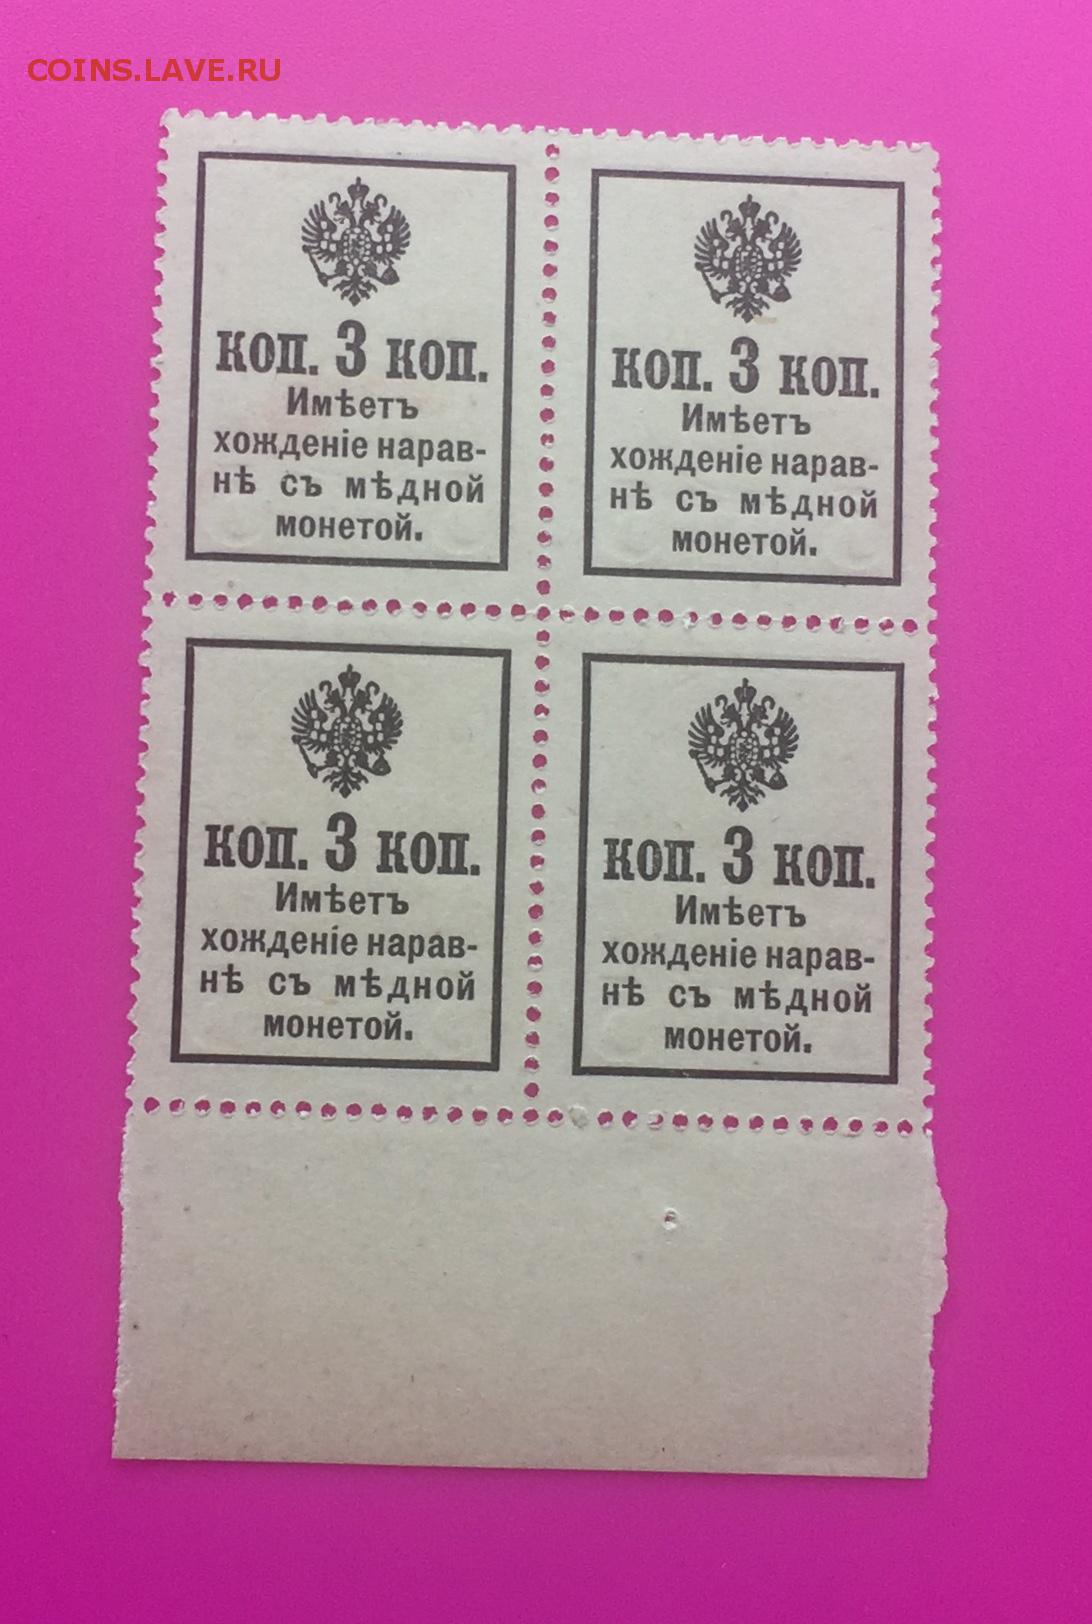 COINS.LAVE.RU
коп. 3 коп.
Имѣетъ
хожденіе нарав-
нѣ съ мѣдной
монетой.
коп. 3 коп.
Имѣетъ
хожденіе нарав-
нѣ съ мѣдной
монетой.
коп. 3 коп.
Имѣетъ
хожденіе нарав-
нѣ съ мѣдной
монетой.
коп. 3 коп.
Имѣетъ
хожденіе нарав-
нѣ съ мѣдной
монетой.